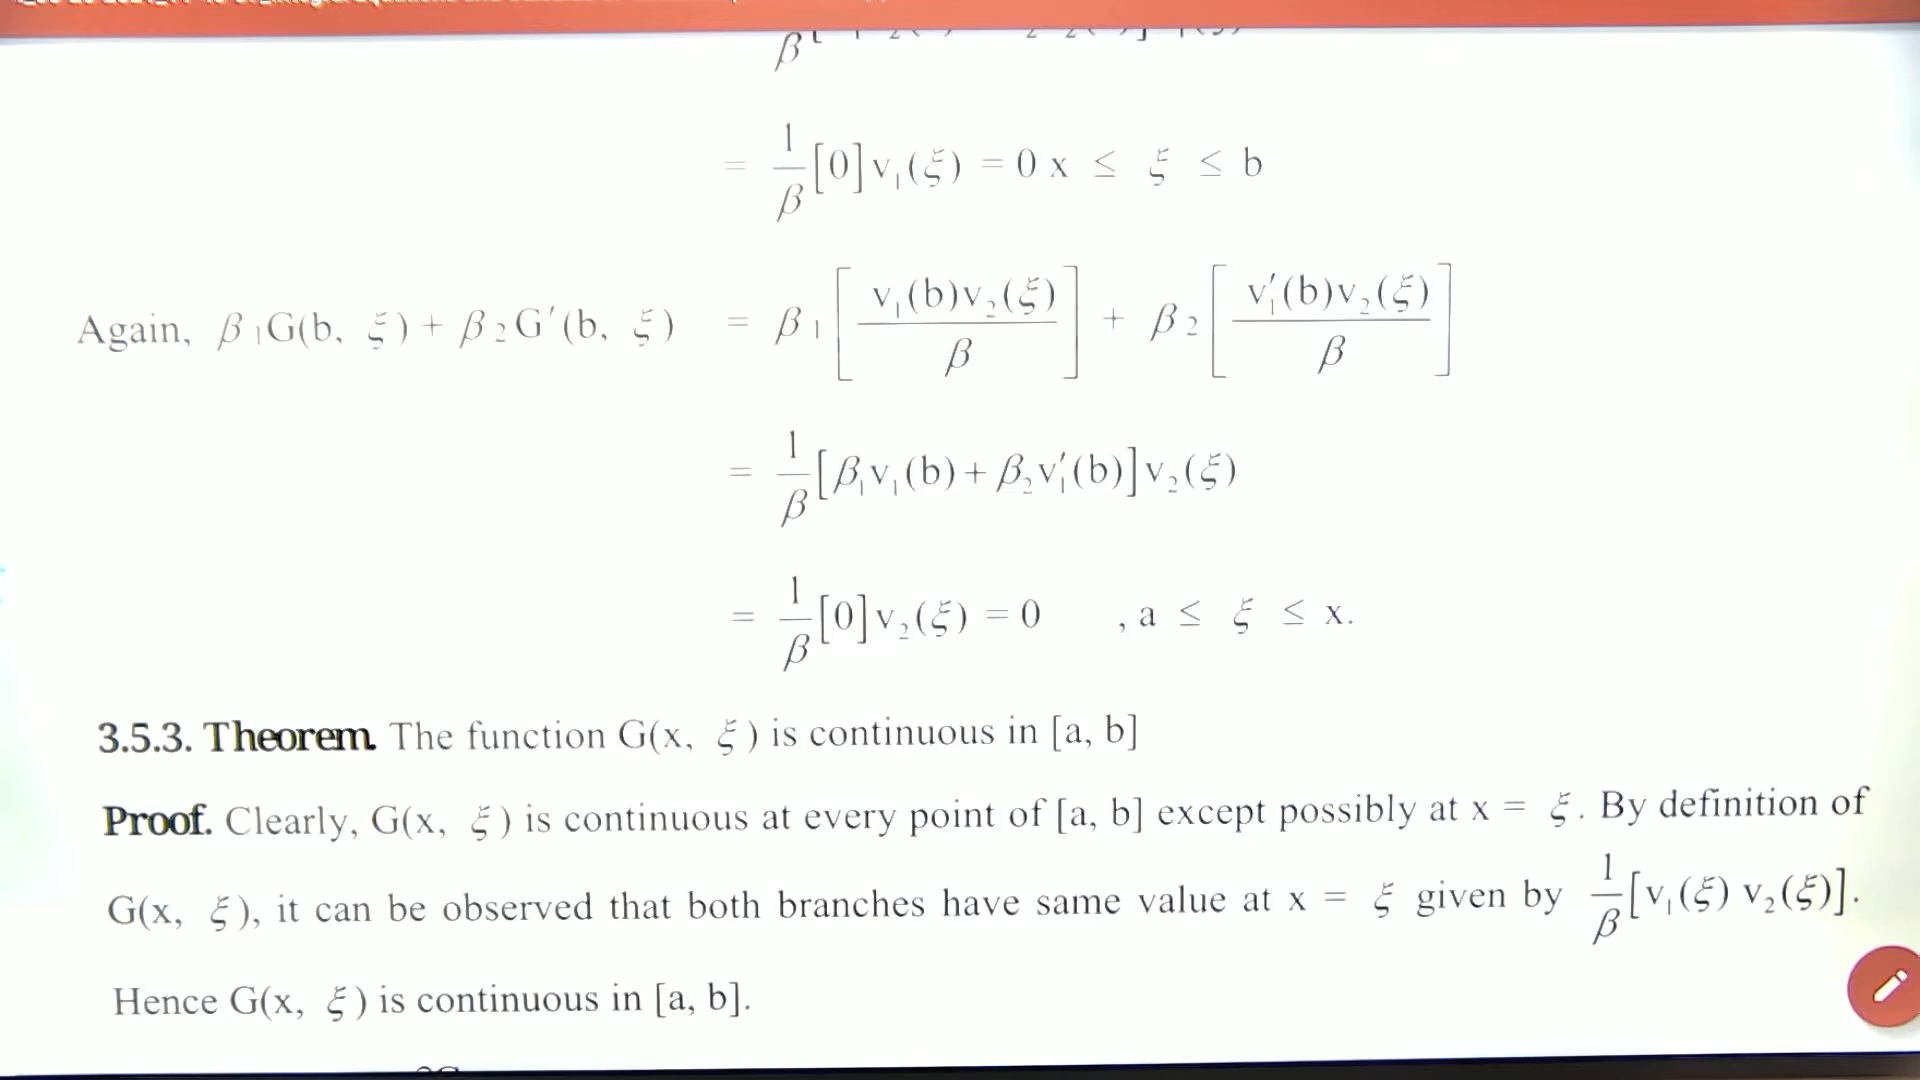 = 1/β [0] v₁(ξ) = 0 x ≤ ξ ≤ b
Again, β₁G(b, ξ) + β₂G′(b, ξ) = β₁ [ v₁(b)v₂(ξ) / β ] + β₂ [ v₁′(b)v₂(ξ) / β ]
= 1/β [β₁v₁(b) + β₂v₁′(b)] v₂(ξ)
= 1/β [0] v₂(ξ) = 0 , a ≤ ξ ≤ x.
3.5.3. Theorem. The function G(x, ξ) is continuous in [a, b]
Proof. Clearly, G(x, ξ) is continuous at every point of [a, b] except possibly at x = ξ. By definition of
G(x, ξ), it can be observed that both branches have same value at x = ξ given by 1/β [v₁(ξ) v₂(ξ)].
Hence G(x, ξ) is continuous in [a, b].